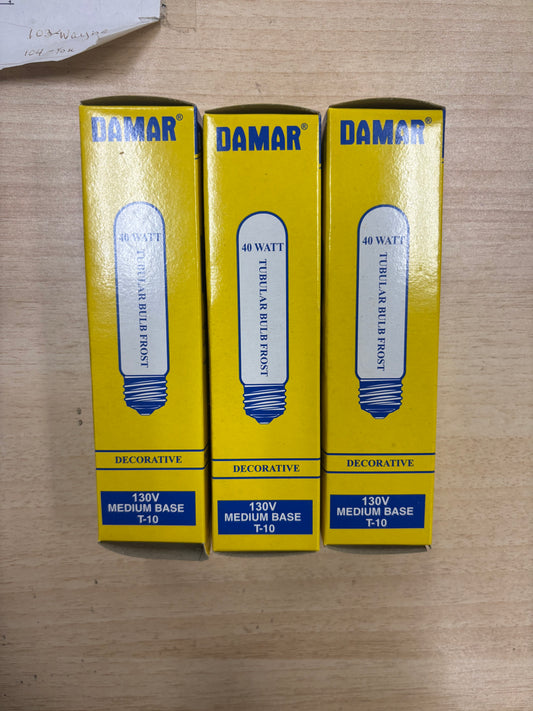 DAMAR®
40 WATT
TUBULAR BULB FROST
DECORATIVE
130V
MEDIUM BASE
T-10
DAMAR®
40 WATT
TUBULAR BULB FROST
DECORATIVE
130V
MEDIUM BASE
T-10
DAMAR®
40 WATT
TUBULAR BULB FROST
DECORATIVE
130V
MEDIUM BASE
T-10